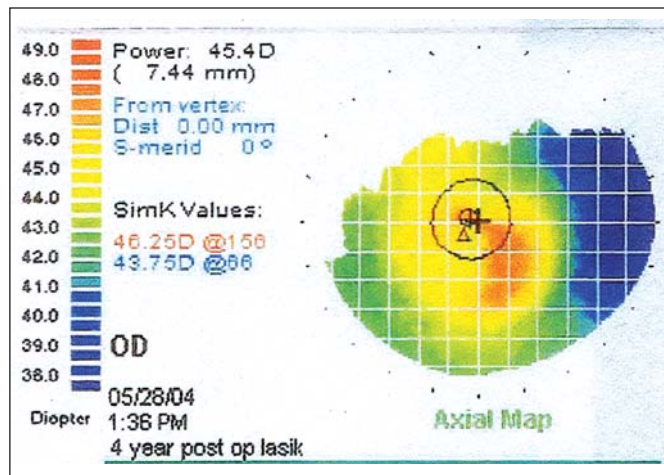 49.0
48.0
47.0
46.0
45.0
44.0
43.0
42.0
41.0
40.0
39.0
38.0
Diopter
Power: 45.4D
( 7.44 mm)
From vertex:
Dist 0.00 mm
S-merid 0º
SimK Values:
46.25D @156
43.75D @66
OD
05/28/04
1:36 PM
4 year post op lasik
Axial Map